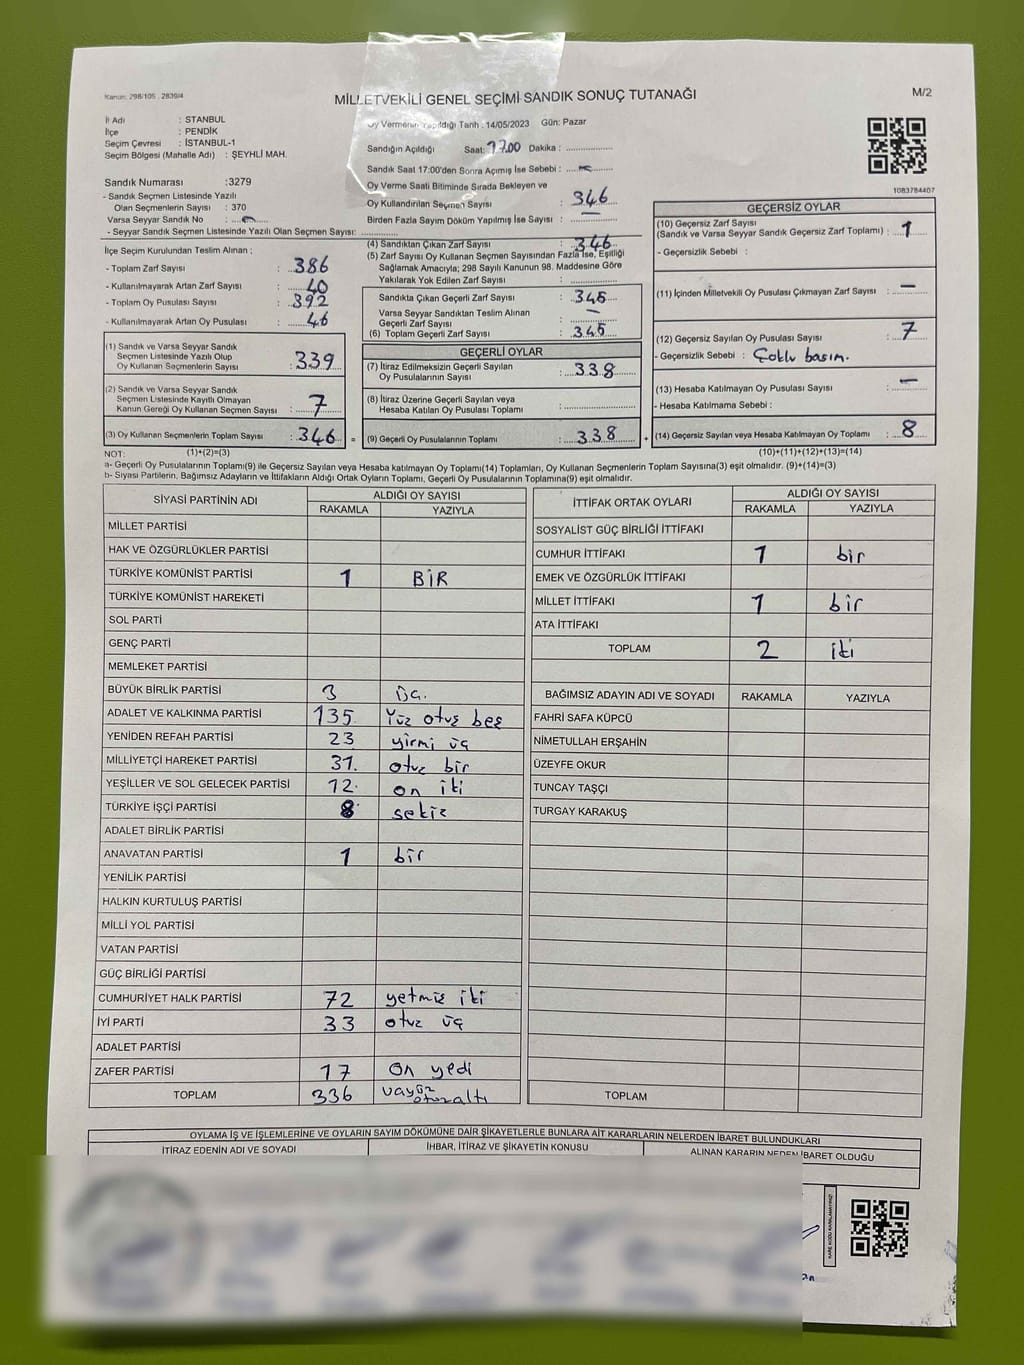 Kanun: 298/105 , 2839/4
MİLLETVEKİLİ GENEL SEÇİMİ SANDIK SONUÇ TUTANAĞI
M/2
İl Adı : STANBUL
İlçe : PENDİK
Seçim Çevresi : İSTANBUL-1
Seçim Bölgesi (Mahalle Adı) : ŞEYHLİ MAH.
Sandık Numarası :3279
- Sandık Seçmen Listesinde Yazılı
Olan Seçmenlerin Sayısı : 370
Varsa Seyyar Sandık No :
- Seyyar Sandık Seçmen Listesinde Yazılı Olan Seçmen Sayısı:
Oy Vermenin Yapıldığı Tarih : 14/05/2023 Gün: Pazar
Sandığın Açıldığı Saat: 17.00 Dakika :
Sandık Saat 17:00'den Sonra Açımış İse Sebebi :
Oy Verme Saati Bitiminde Sırada Bekleyen ve
Oy Kullandırılan Seçmen Sayısı : 346
Birden Fazla Sayım Döküm Yapılmış İse Sayısı : —
1083784407
İlçe Seçim Kurulundan Teslim Alınan ;
- Toplam Zarf Sayısı : 386
- Kullanılmayarak Artan Zarf Sayısı : 40
- Toplam Oy Pusulası Sayısı : 392
- Kullanılmayarak Artan Oy Pusulası : 46
(1) Sandık ve Varsa Seyyar Sandık
Seçmen Listesinde Yazılı Olup
Oy Kullanan Seçmenlerin Sayısı : 339
(2) Sandık ve Varsa Seyyar Sandık
Seçmen Listesinde Kayıtlı Olmayan
Kanun Gereği Oy Kullanan Seçmen Sayısı : 7
(3) Oy Kullanan Seçmenlerin Toplam Sayısı : 346 =
(4) Sandıktan Çıkan Zarf Sayısı : 346
(5) Zarf Sayısı Oy Kullanan Seçmen Sayısından Fazla İse, Eşitliği
Sağlamak Amacıyla; 298 Sayılı Kanunun 98. Maddesine Göre
Yakılarak Yok Edilen Zarf Sayısı :
Sandıkta Çıkan Geçerli Zarf Sayısı : 345
Varsa Seyyar Sandıktan Teslim Alınan
Geçerli Zarf Sayısı : —
(6) Toplam Geçerli Zarf Sayısı : 345
GEÇERLİ OYLAR
(7) İtiraz Edilmeksizin Geçerli Sayılan
Oy Pusulalarının Sayısı : 338
(8) İtiraz Üzerine Geçerli Sayılan veya
Hesaba Katılan Oy Pusulası Toplamı :
(9) Geçerli Oy Pusulalarının Toplamı : 338 +
GEÇERSİZ OYLAR
(10) Geçersiz Zarf Sayısı
(Sandık ve Varsa Seyyar Sandık Geçersiz Zarf Toplamı) : 1
- Geçersizlik Sebebi :
(11) İçinden Milletvekili Oy Pusulası Çıkmayan Zarf Sayısı : —
(12) Geçersiz Sayılan Oy Pusulası Sayısı : 7
- Geçersizlik Sebebi : Çoklu basım.
(13) Hesaba Katılmayan Oy Pusulası Sayısı : —
- Hesaba Katılmama Sebebi :
(14) Geçersiz Sayılan veya Hesaba Katılmayan Oy Toplamı : 8
NOT: (1)+(2)=(3) (10)+(11)+(12)+(13)=(14)
a- Geçerli Oy Pusulalarının Toplamı(9) ile Geçersiz Sayılan veya Hesaba katılmayan Oy Toplamı(14) Toplamları, Oy Kullanan Seçmenlerin Toplam Sayısına(3) eşit olmalıdır. (9)+(14)=(3)
b- Siyasi Partilerin, Bağımsız Adayların ve İttifakların Aldığı Ortak Oyların Toplamı, Geçerli Oy Pusulalarının Toplamına(9) eşit olmalıdır.
SİYASİ PARTİNİN ADI ALDIĞI OY SAYISI
RAKAMLA YAZIYLA
MİLLET PARTİSİ
HAK VE ÖZGÜRLÜKLER PARTİSİ
TÜRKİYE KOMÜNİST PARTİSİ 1 BİR
TÜRKİYE KOMÜNİST HAREKETİ
SOL PARTİ
GENÇ PARTİ
MEMLEKET PARTİSİ
BÜYÜK BİRLİK PARTİSİ 3 üç.
ADALET VE KALKINMA PARTİSİ 135 Yüz otuz beş
YENİDEN REFAH PARTİSİ 23 yirmi üç
MİLLİYETÇİ HAREKET PARTİSİ 31. otuz bir
YEŞİLLER VE SOL GELECEK PARTİSİ 12. on iki
TÜRKİYE İŞÇİ PARTİSİ 8 sekiz
ADALET BİRLİK PARTİSİ
ANAVATAN PARTİSİ 1 bir
YENİLİK PARTİSİ
HALKIN KURTULUŞ PARTİSİ
MİLLİ YOL PARTİSİ
VATAN PARTİSİ
GÜÇ BİRLİĞİ PARTİSİ
CUMHURİYET HALK PARTİSİ 72 yetmiş iki
İYİ PARTİ 33 otuz üç
ADALET PARTİSİ
ZAFER PARTİSİ 17 on yedi
TOPLAM 336 otuzaltı
İTTİFAK ORTAK OYLARI ALDIĞI OY SAYISI
RAKAMLA YAZIYLA
SOSYALİST GÜÇ BİRLİĞİ İTTİFAKI
CUMHUR İTTİFAKI 1 bir
EMEK VE ÖZGÜRLÜK İTTİFAKI
MİLLET İTTİFAKI 1 bir
ATA İTTİFAKI
TOPLAM 2 iki
BAĞIMSIZ ADAYIN ADI VE SOYADI RAKAMLA YAZIYLA
FAHRİ SAFA KÜPCÜ
NİMETULLAH ERŞAHİN
ÜZEYFE OKUR
TUNCAY TAŞÇI
TURGAY KARAKUŞ
TOPLAM
OYLAMA İŞ VE İŞLEMLERİNE VE OYLARIN SAYIM DÖKÜMÜNE DAİR ŞİKAYETLERLE BUNLARA AİT KARARLARIN NELERDEN İBARET BULUNDUKLARI
İTİRAZ EDENİN ADI VE SOYADI İHBAR, İTİRAZ VE ŞİKAYETİN KONUSU ALINAN KARARIN NEDEN İBARET OLDUĞU